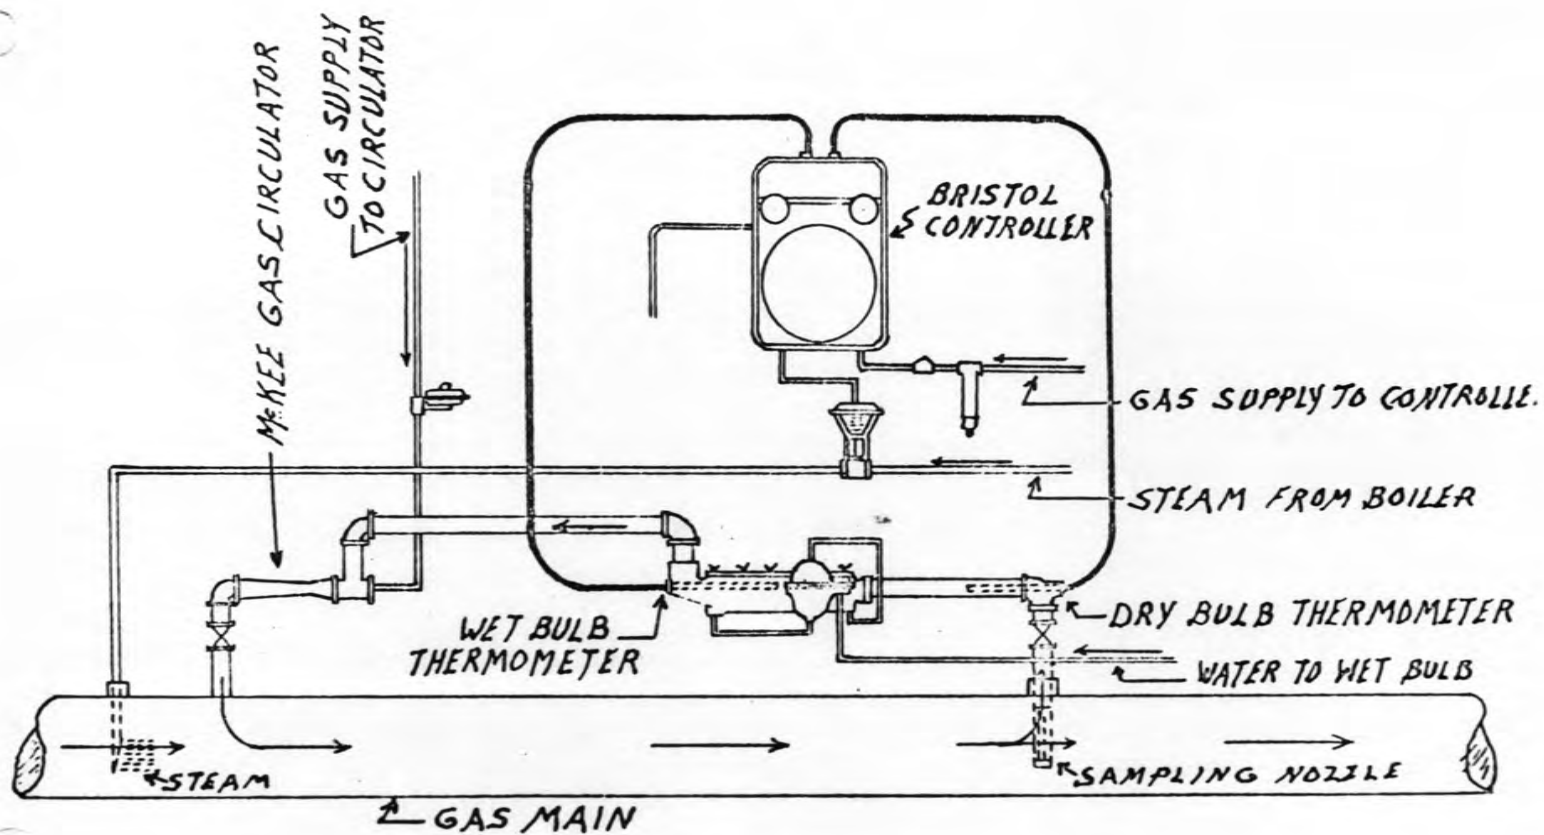 McKEE GAS CIRCULATOR
GAS SUPPLY
TO CIRCULATOR
BRISTOL
CONTROLLER
GAS SUPPLY TO CONTROLLE.
STEAM FROM BOILER
WET BULB
THERMOMETER
DRY BULB THERMOMETER
WATER TO WET BULB
STEAM
SAMPLING NOZZLE
GAS MAIN